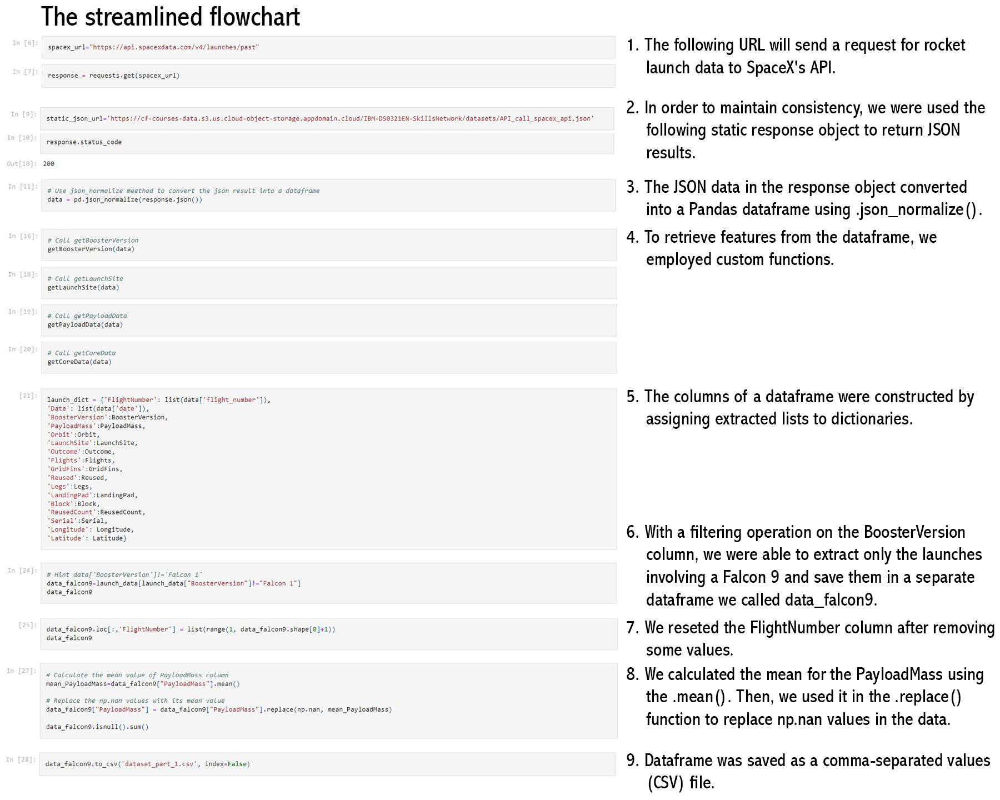 The streamlined flowchart
In [6]:
spacex_url="https://api.spacexdata.com/v4/launches/past"
In [7]:
response = requests.get(spacex_url)
1. The following URL will send a request for rocket
launch data to SpaceX's API.
In [9]:
static_json_url='https://cf-courses-data.s3.us.cloud-object-storage.appdomain.cloud/IBM-DS0321EN-SkillsNetwork/datasets/API_call_spacex_api.json'
In [10]:
response.status_code
Out[10]: 200
2. In order to maintain consistency, we were used the
following static response object to return JSON
results.
In [11]:
# Use json_normalize meethod to convert the json result into a dataframe
data = pd.json_normalize(response.json())
3. The JSON data in the response object converted
into a Pandas dataframe using .json_normalize().
In [16]:
# Call getBoosterVersion
getBoosterVersion(data)
In [18]:
# Call getLaunchSite
getLaunchSite(data)
In [19]:
# Call getPayloadData
getPayloadData(data)
In [20]:
# Call getCoreData
getCoreData(data)
4. To retrieve features from the dataframe, we
employed custom functions.
[21]:
launch_dict = {'FlightNumber': list(data['flight_number']),
'Date': list(data['date']),
'BoosterVersion':BoosterVersion,
'PayloadMass':PayloadMass,
'Orbit':Orbit,
'LaunchSite':LaunchSite,
'Outcome':Outcome,
'Flights':Flights,
'GridFins':GridFins,
'Reused':Reused,
'Legs':Legs,
'LandingPad':LandingPad,
'Block':Block,
'ReusedCount':ReusedCount,
'Serial':Serial,
'Longitude': Longitude,
'Latitude': Latitude}
5. The columns of a dataframe were constructed by
assigning extracted lists to dictionaries.
In [24]:
# Hint data['BoosterVersion']!='Falcon 1'
data_falcon9=launch_data[launch_data["BoosterVersion"]!="Falcon 1"]
data_falcon9
6. With a filtering operation on the BoosterVersion
column, we were able to extract only the launches
involving a Falcon 9 and save them in a separate
dataframe we called data_falcon9.
[25]:
data_falcon9.loc[:,'FlightNumber'] = list(range(1, data_falcon9.shape[0]+1))
data_falcon9
7. We reseted the FlightNumber column after removing
some values.
In [27]:
# Calculate the mean value of PayloadMass column
mean_PayloadMass=data_falcon9["PayloadMass"].mean()
# Replace the np.nan values with its mean value
data_falcon9["PayloadMass"] = data_falcon9["PayloadMass"].replace(np.nan, mean_PayloadMass)
data_falcon9.isnull().sum()
8. We calculated the mean for the PayloadMass using
the .mean(). Then, we used it in the .replace()
function to replace np.nan values in the data.
In [28]:
data_falcon9.to_csv('dataset_part_1.csv', index=False)
9. Dataframe was saved as a comma-separated values
(CSV) file.